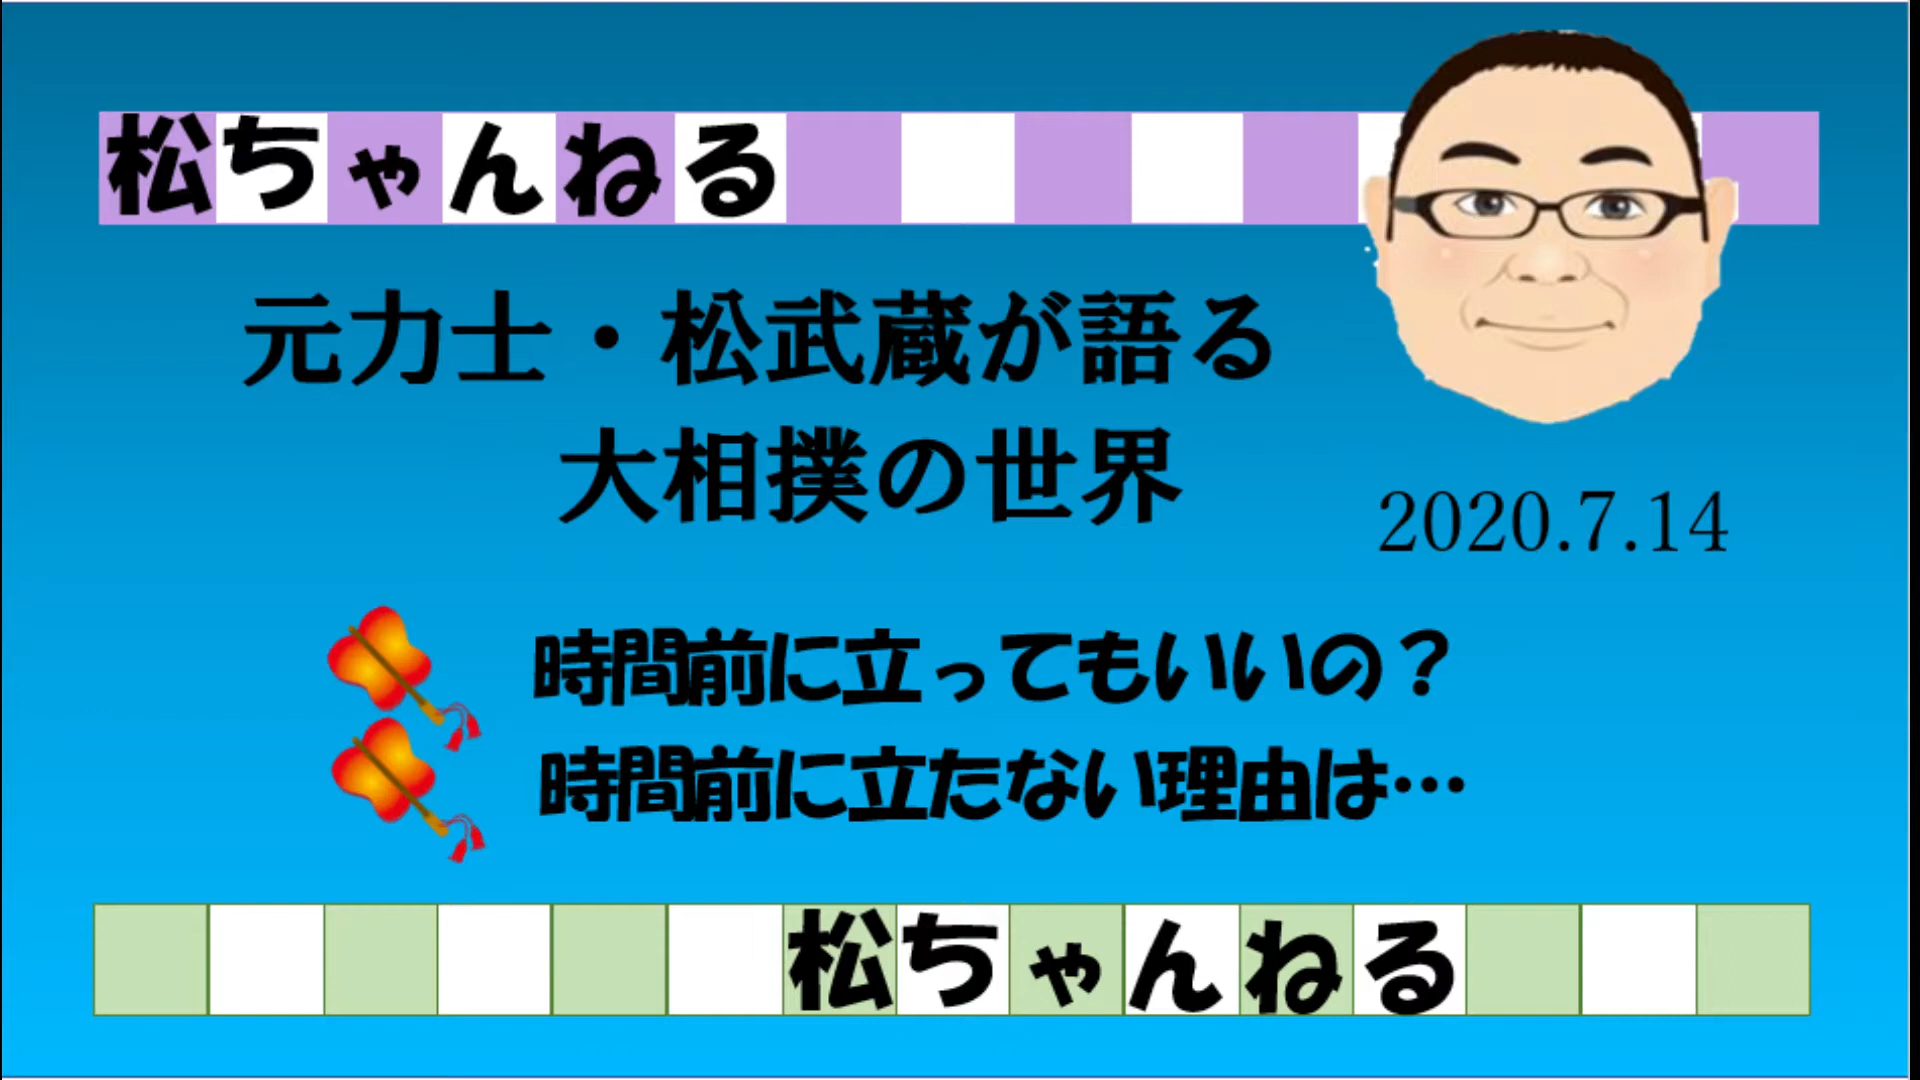 松ちゃんねる
元力士・松武蔵が語る
大相撲の世界
2020.7.14
時間前に立ってもいいの？
時間前に立たない理由は…
松ちゃんねる